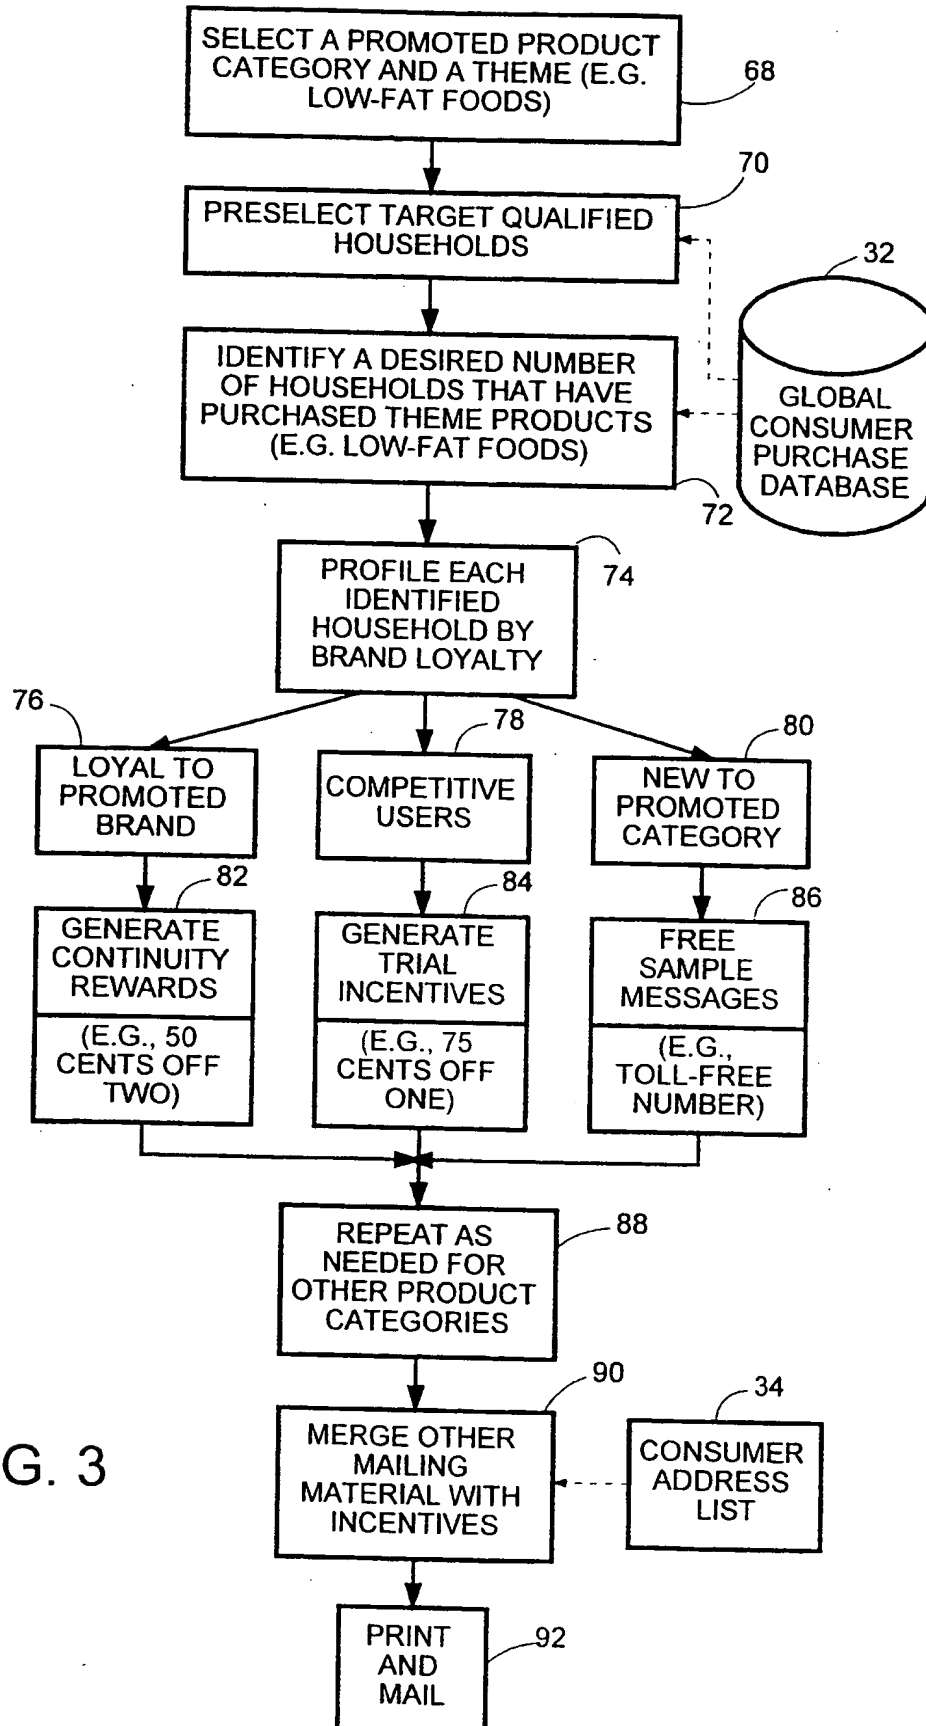 SELECT A PROMOTED PRODUCT
CATEGORY AND A THEME (E.G.
LOW-FAT FOODS)
68
70
PRESELECT TARGET QUALIFIED
HOUSEHOLDS
32
IDENTIFY A DESIRED NUMBER
OF HOUSEHOLDS THAT HAVE
PURCHASED THEME PRODUCTS
(E.G. LOW-FAT FOODS)
GLOBAL
CONSUMER
PURCHASE
DATABASE
72
74
PROFILE EACH
IDENTIFIED
HOUSEHOLD BY
BRAND LOYALTY
76
LOYAL TO
PROMOTED
BRAND
78
COMPETITIVE
USERS
80
NEW TO
PROMOTED
CATEGORY
82
GENERATE
CONTINUITY
REWARDS
(E.G., 50
CENTS OFF
TWO)
84
GENERATE
TRIAL
INCENTIVES
(E.G., 75
CENTS OFF
ONE)
86
FREE
SAMPLE
MESSAGES
(E.G.,
TOLL-FREE
NUMBER)
REPEAT AS
NEEDED FOR
OTHER PRODUCT
CATEGORIES
88
90
MERGE OTHER
MAILING
MATERIAL WITH
INCENTIVES
34
CONSUMER
ADDRESS
LIST
G. 3
PRINT
AND
MAIL
92